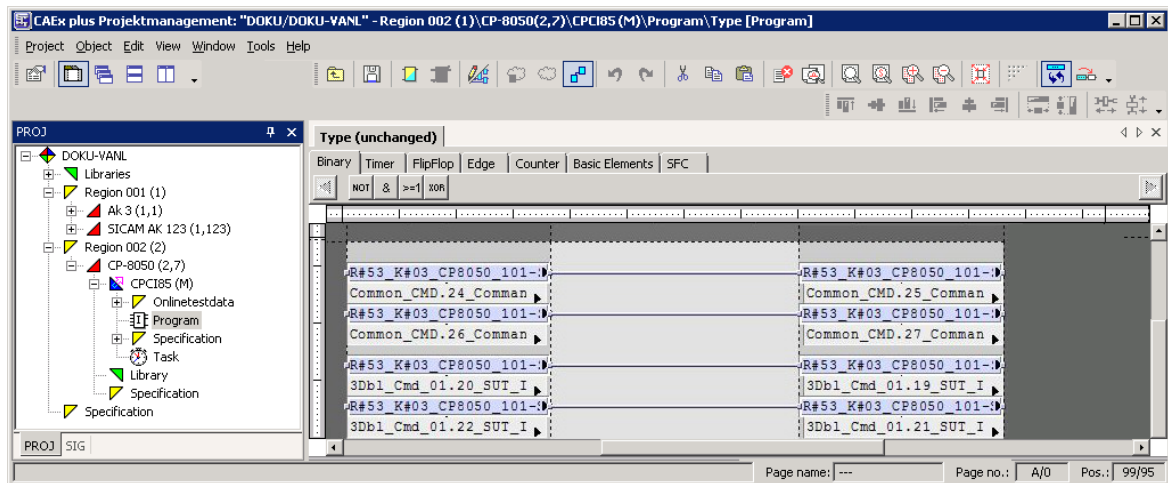 CAEx plus Projektmanagement: "DOKU/DOKU-VANL" - Region 002 (1)\CP-8050(2,7)\CPCI85 (M)\Program\Type [Program]
Project Object Edit View Window Tools Help
PROJ
DOKU-VANL
Libraries
Region 001 (1)
Ak 3 (1,1)
SICAM AK 123 (1,123)
Region 002 (2)
CP-8050 (2,7)
CPCI85 (M)
Onlinetestdata
Program
Specification
Task
Library
Specification
Specification
PROJ SIG
Type (unchanged)
Binary Timer FlipFlop Edge Counter Basic Elements SFC
NOT & >=1 XOR
R#53_K#03_CP8050_101- R#53_K#03_CP8050_101-
Common_CMD.24_Comman Common_CMD.25_Comman
R#53_K#03_CP8050_101- R#53_K#03_CP8050_101-
Common_CMD.26_Comman Common_CMD.27_Comman
R#53_K#03_CP8050_101- R#53_K#03_CP8050_101-
3Dbl_Cmd_01.20_SUT_I 3Dbl_Cmd_01.19_SUT_I
R#53_K#03_CP8050_101- R#53_K#03_CP8050_101-
3Dbl_Cmd_01.22_SUT_I 3Dbl_Cmd_01.21_SUT_I
Page name: --- Page no.: A/0 Pos.: 99/95